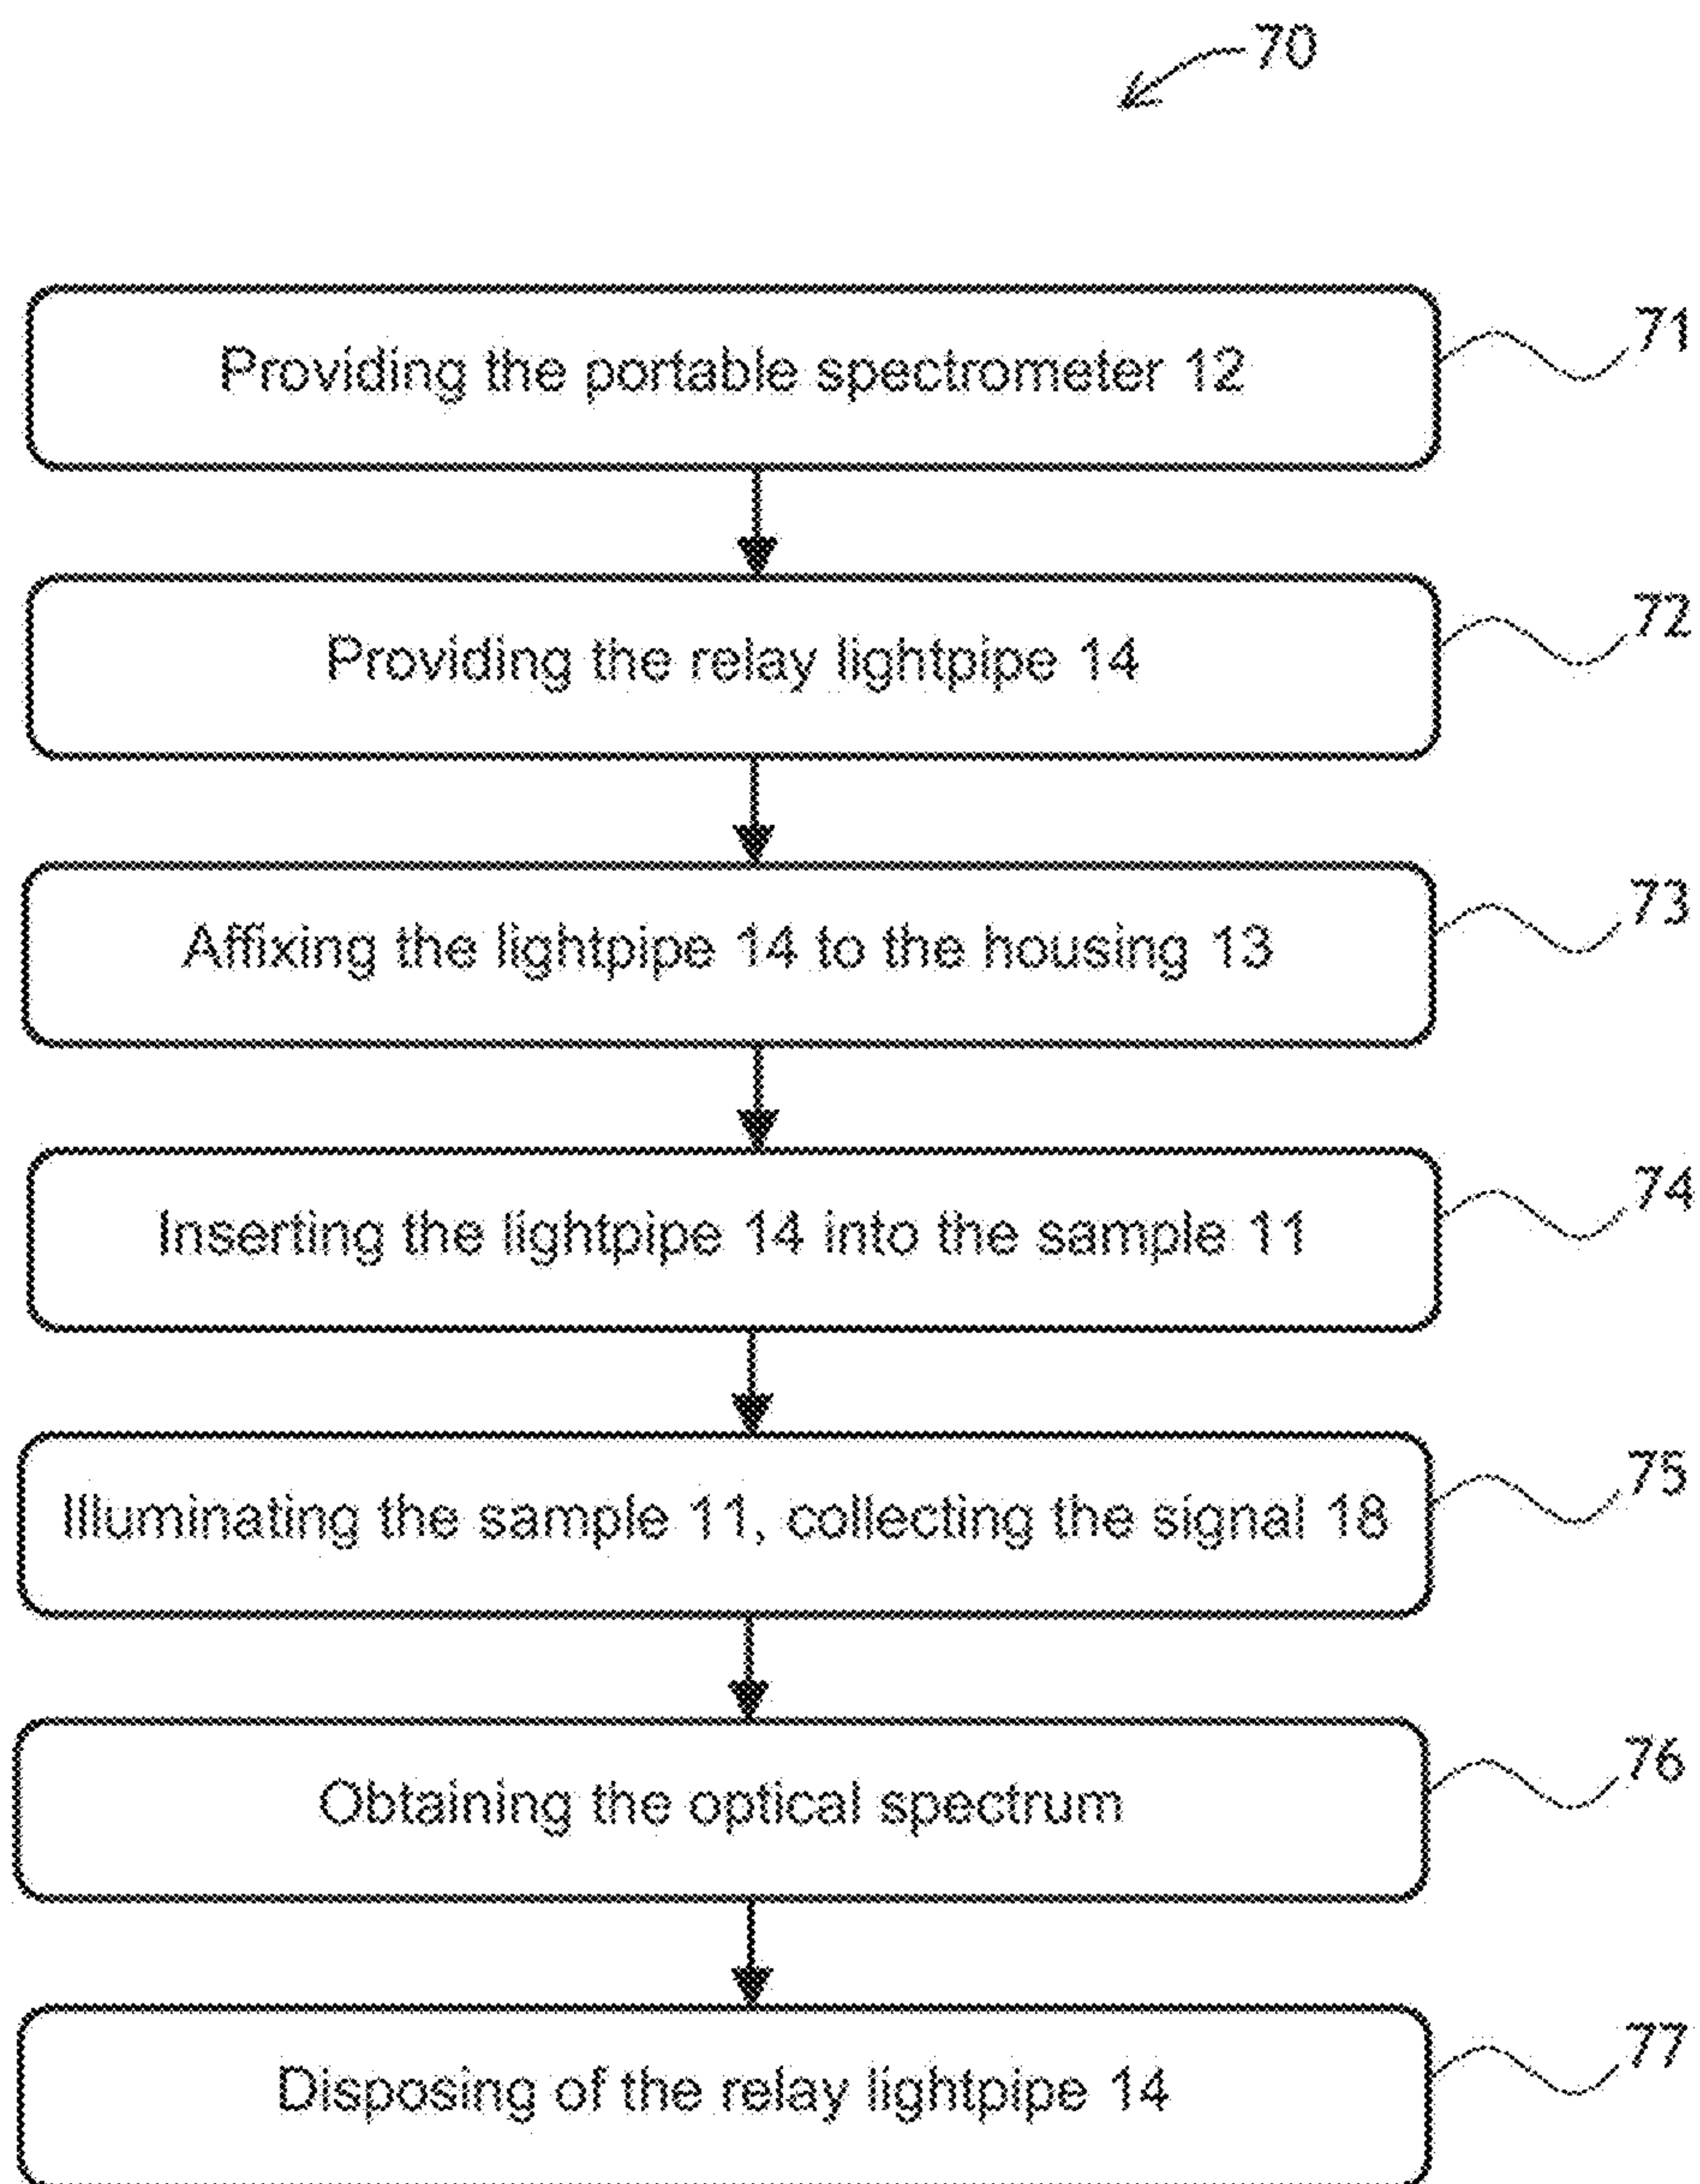 70
Providing the portable spectrometer 12
71
Providing the relay lightpipe 14
72
Affixing the lightpipe 14 to the housing 13
73
Inserting the lightpipe 14 into the sample 11
74
Illuminating the sample 11, collecting the signal 18
75
Obtaining the optical spectrum
76
Disposing of the relay lightpipe 14
77